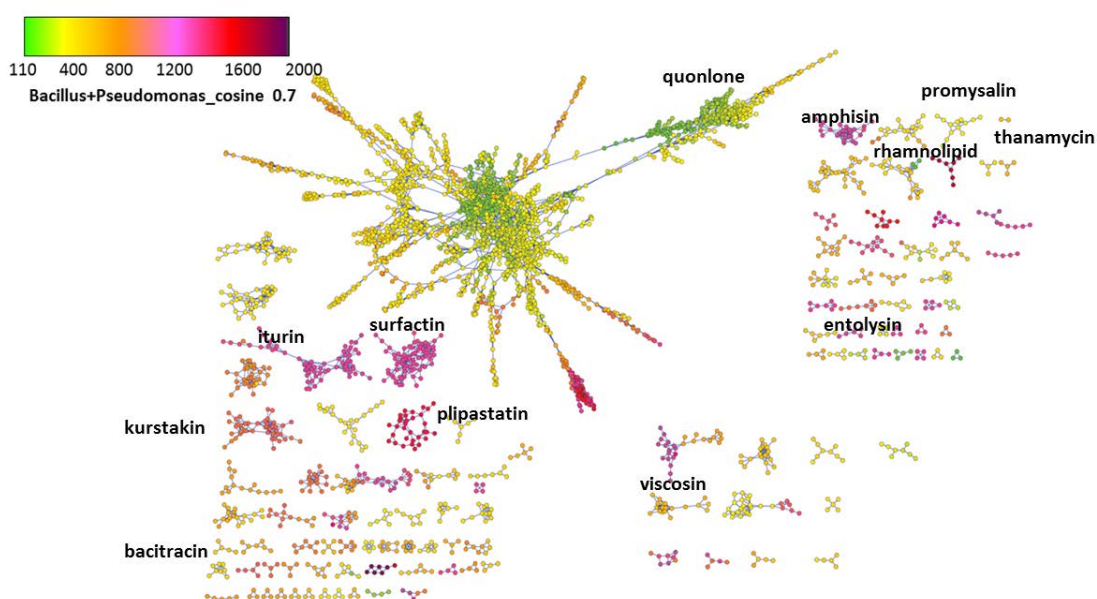 110 400 800 1200 1600 2000
Bacillus+Pseudomonas_cosine 0.7
quonlone
promysalin
amphisin
thanamycin
rhamnolipid
iturin
surfactin
entolysin
kurstakin
plipastatin
viscosin
bacitracin